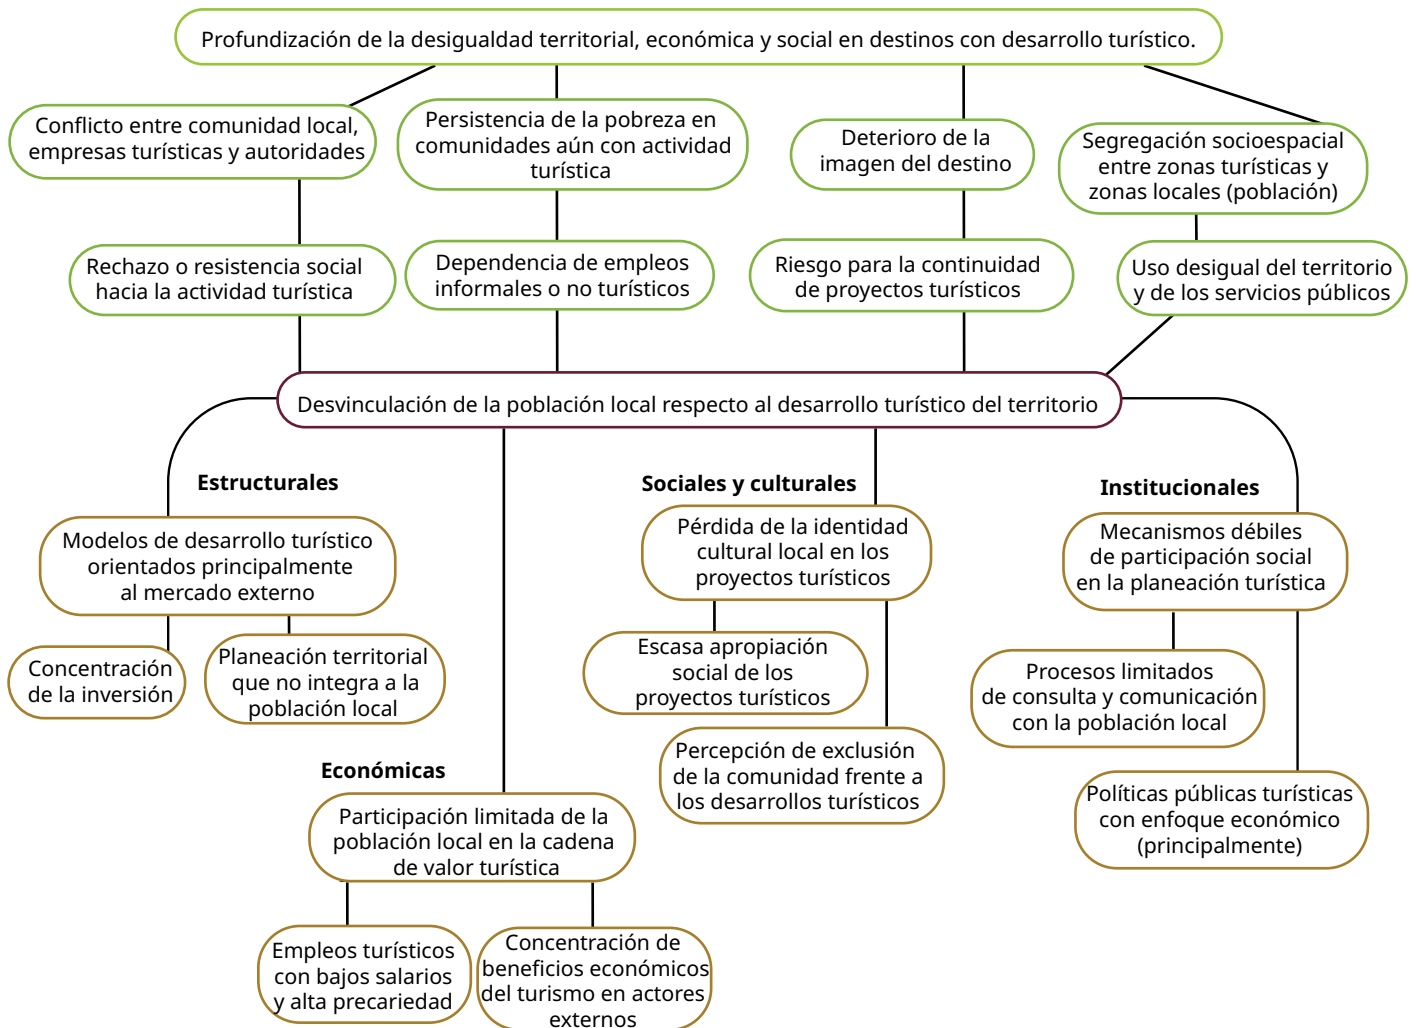 Profundización de la desigualdad territorial, económica y social en destinos con desarrollo turístico.
Conflicto entre comunidad local,
empresas turísticas y autoridades
Persistencia de la pobreza en
comunidades aún con actividad
turística
Deterioro de la
imagen del destino
Segregación socioespacial
entre zonas turísticas y
zonas locales (población)
Rechazo o resistencia social
hacia la actividad turística
Dependencia de empleos
informales o no turísticos
Riesgo para la continuidad
de proyectos turísticos
Uso desigual del territorio
y de los servicios públicos
Desvinculación de la población local respecto al desarrollo turístico del territorio
Estructurales
Modelos de desarrollo turístico
orientados principalmente
al mercado externo
Concentración
de la inversión
Planeación territorial
que no integra a la
población local
Económicas
Participación limitada de la
población local en la cadena
de valor turística
Empleos turísticos
con bajos salarios
y alta precariedad
Concentración de
beneficios económicos
del turismo en actores
externos
Sociales y culturales
Pérdida de la identidad
cultural local en los
proyectos turísticos
Escasa apropiación
social de los
proyectos turísticos
Percepción de exclusión
de la comunidad frente a
los desarrollos turísticos
Institucionales
Mecanismos débiles
de participación social
en la planeación turística
Procesos limitados
de consulta y comunicación
con la población local
Políticas públicas turísticas
con enfoque económico
(principalmente)